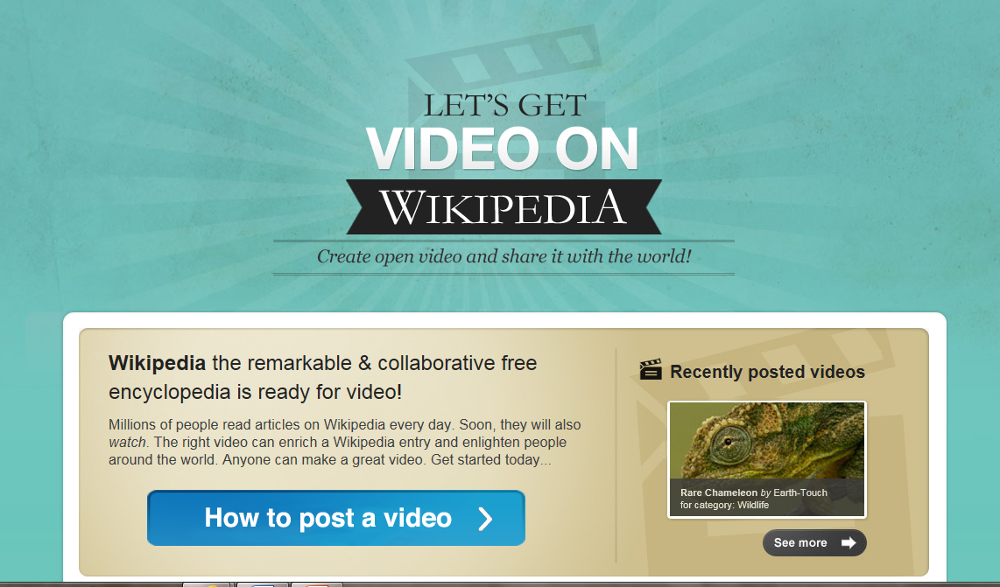 LET'S GET
VIDEO ON
WIKIPEDIA
Create open video and share it with the world!
Wikipedia the remarkable & collaborative free
encyclopedia is ready for video!
Millions of people read articles on Wikipedia every day. Soon, they will also
watch. The right video can enrich a Wikipedia entry and enlighten people
around the world. Anyone can make a great video. Get started today...
How to post a video
Recently posted videos
Rare Chameleon by Earth-Touch
for category: Wildlife
See more